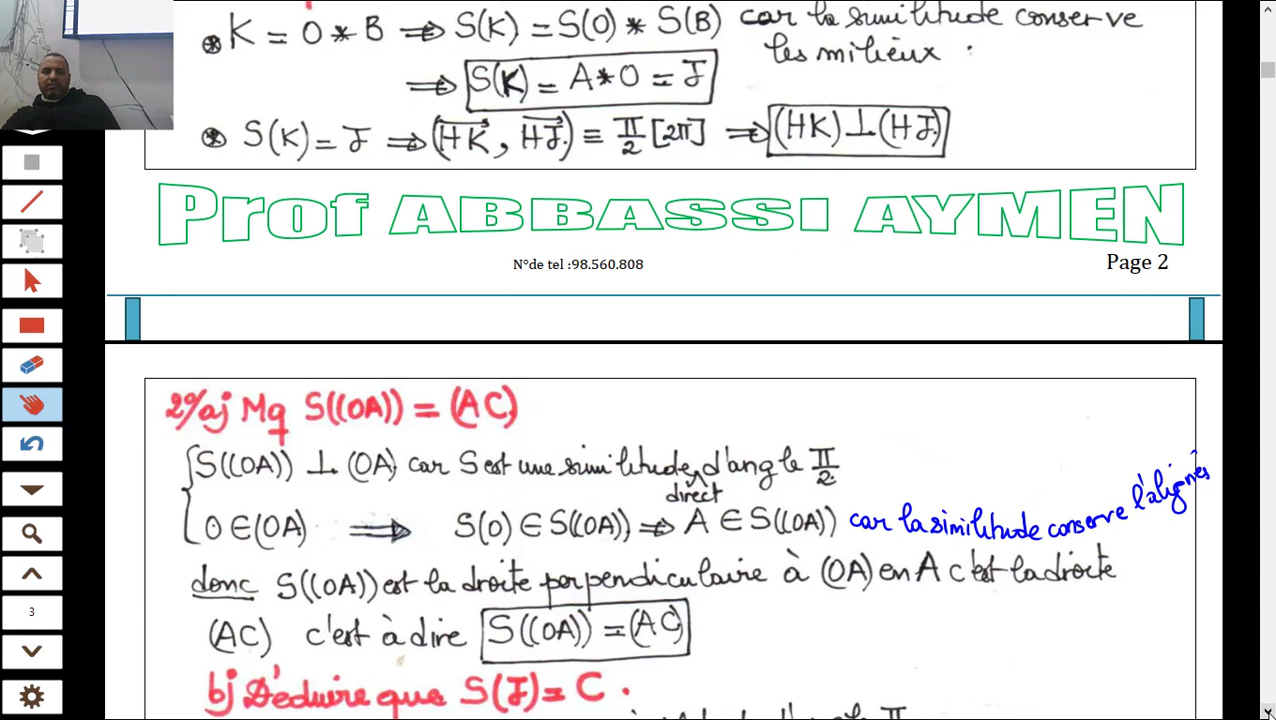 ⊛ K = O * B ⇒ S(K) = S(O) * S(B) car la similitude conserve
les milieux .
⇒ S(K) = A * O = J
⊛ S(K) = J ⇒ (HK, HJ) ≡ π/2 [2π] ⇒ (HK) ⊥ (HJ)
Prof ABBASSI AYMEN
N°de tel :98.560.808
Page 2
2°/a) Mq S((OA)) = (AC)
S((OA)) ⊥ (OA) car S est une similitude d'angle π/2
direct
O ∈ (OA) ⇒ S(O) ∈ S((OA)) ⇒ A ∈ S((OA)) car la similitude conserve l'alignés
donc S((OA)) est la droite perpendiculaire à (OA) en A c'est la droite
(AC) c'est à dire S((OA)) = (AC)
b) Déduire que S(J) = C .
3